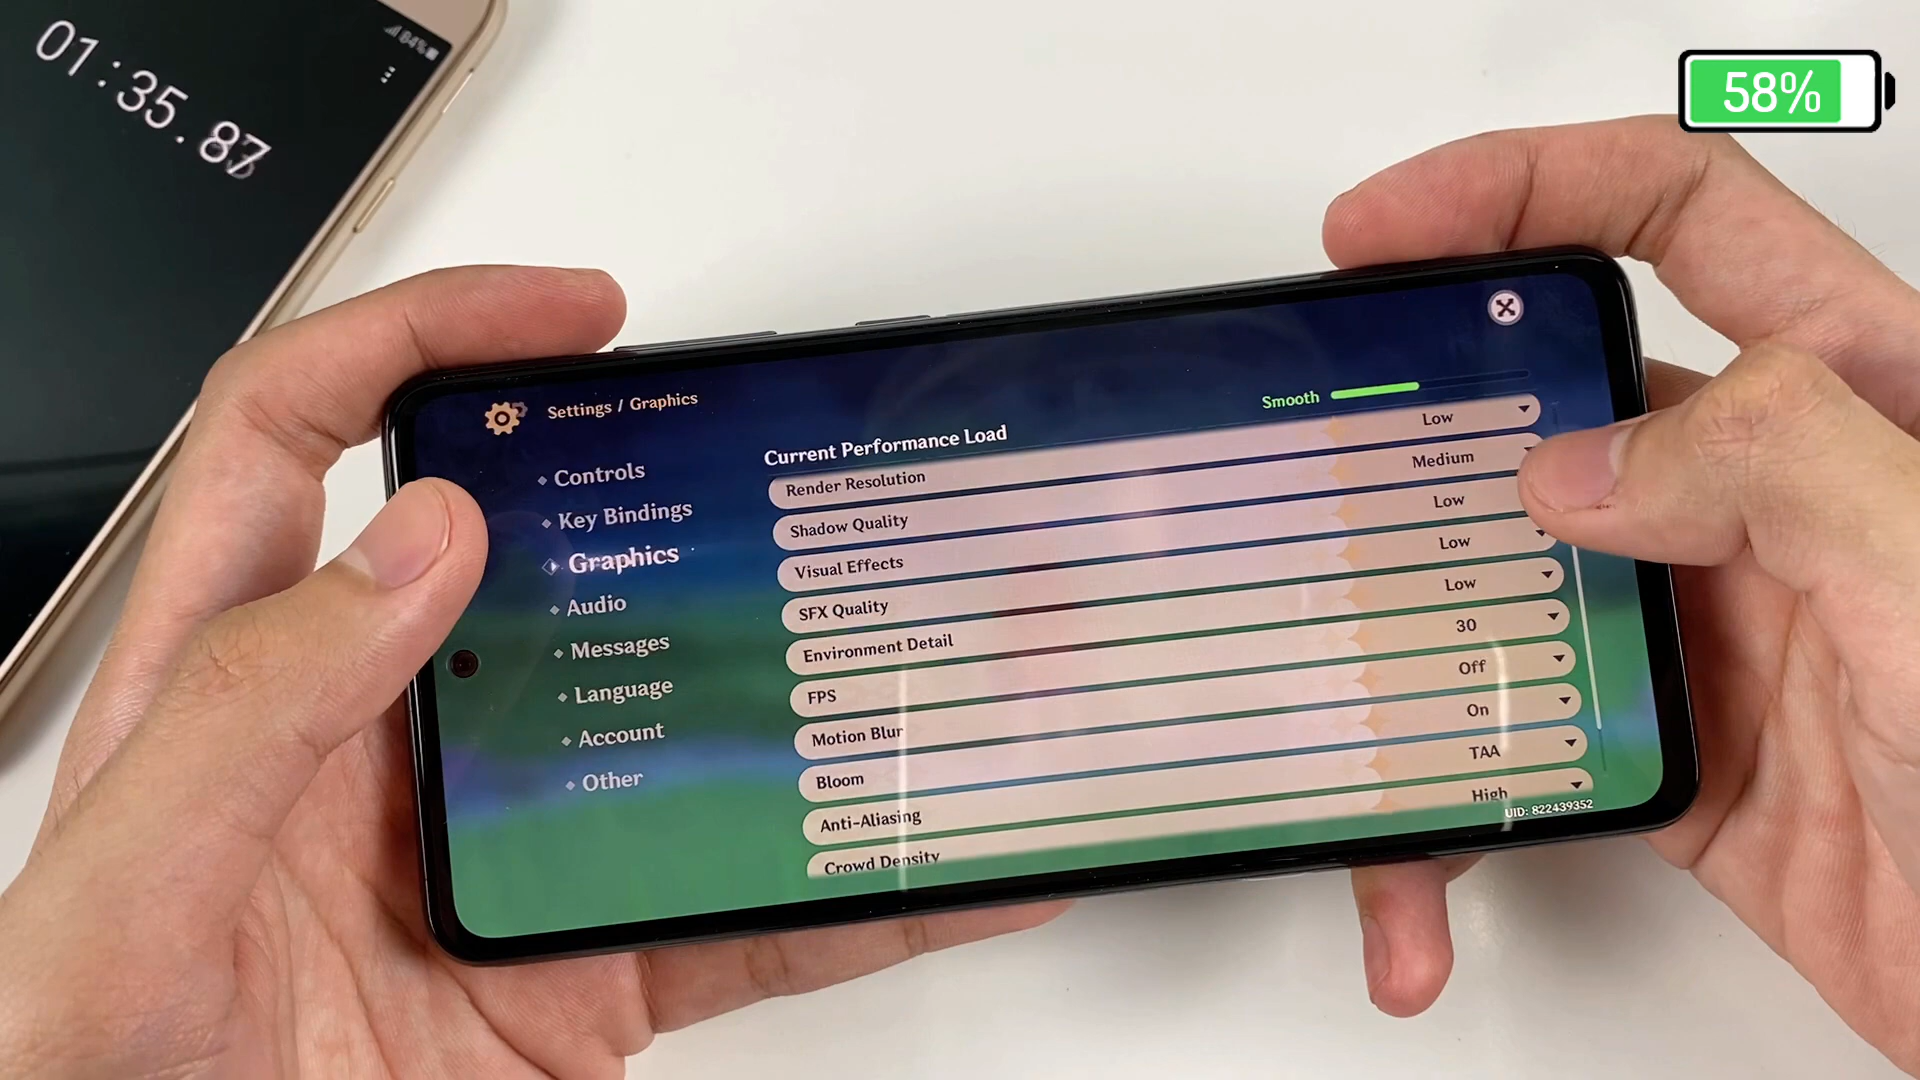 01:35.87
84%
58%
Settings / Graphics
Controls
Key Bindings
Graphics
Audio
Messages
Language
Account
Other
Smooth
Current Performance Load
Render Resolution Low
Shadow Quality Medium
Visual Effects Low
SFX Quality Low
Environment Detail Low
FPS 30
Motion Blur Off
Bloom On
Anti-Aliasing TAA
Crowd Density High
UID: 822439352